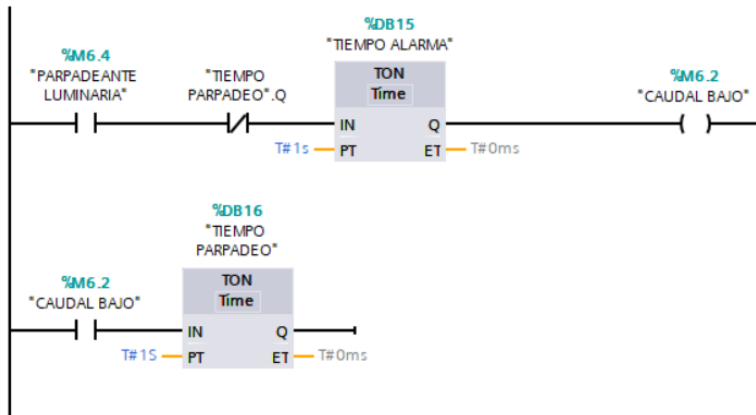 %DB15
"TIEMPO ALARMA"
%M6.4
"PARPADEANTE
LUMINARIA"
"TIEMPO
PARPADEO".Q
TON
Time
%M6.2
"CAUDAL BAJO"
IN Q
T#1s PT ET T#0ms
%DB16
"TIEMPO
PARPADEO"
%M6.2
"CAUDAL BAJO"
TON
Time
IN Q
T#1S PT ET T#0ms